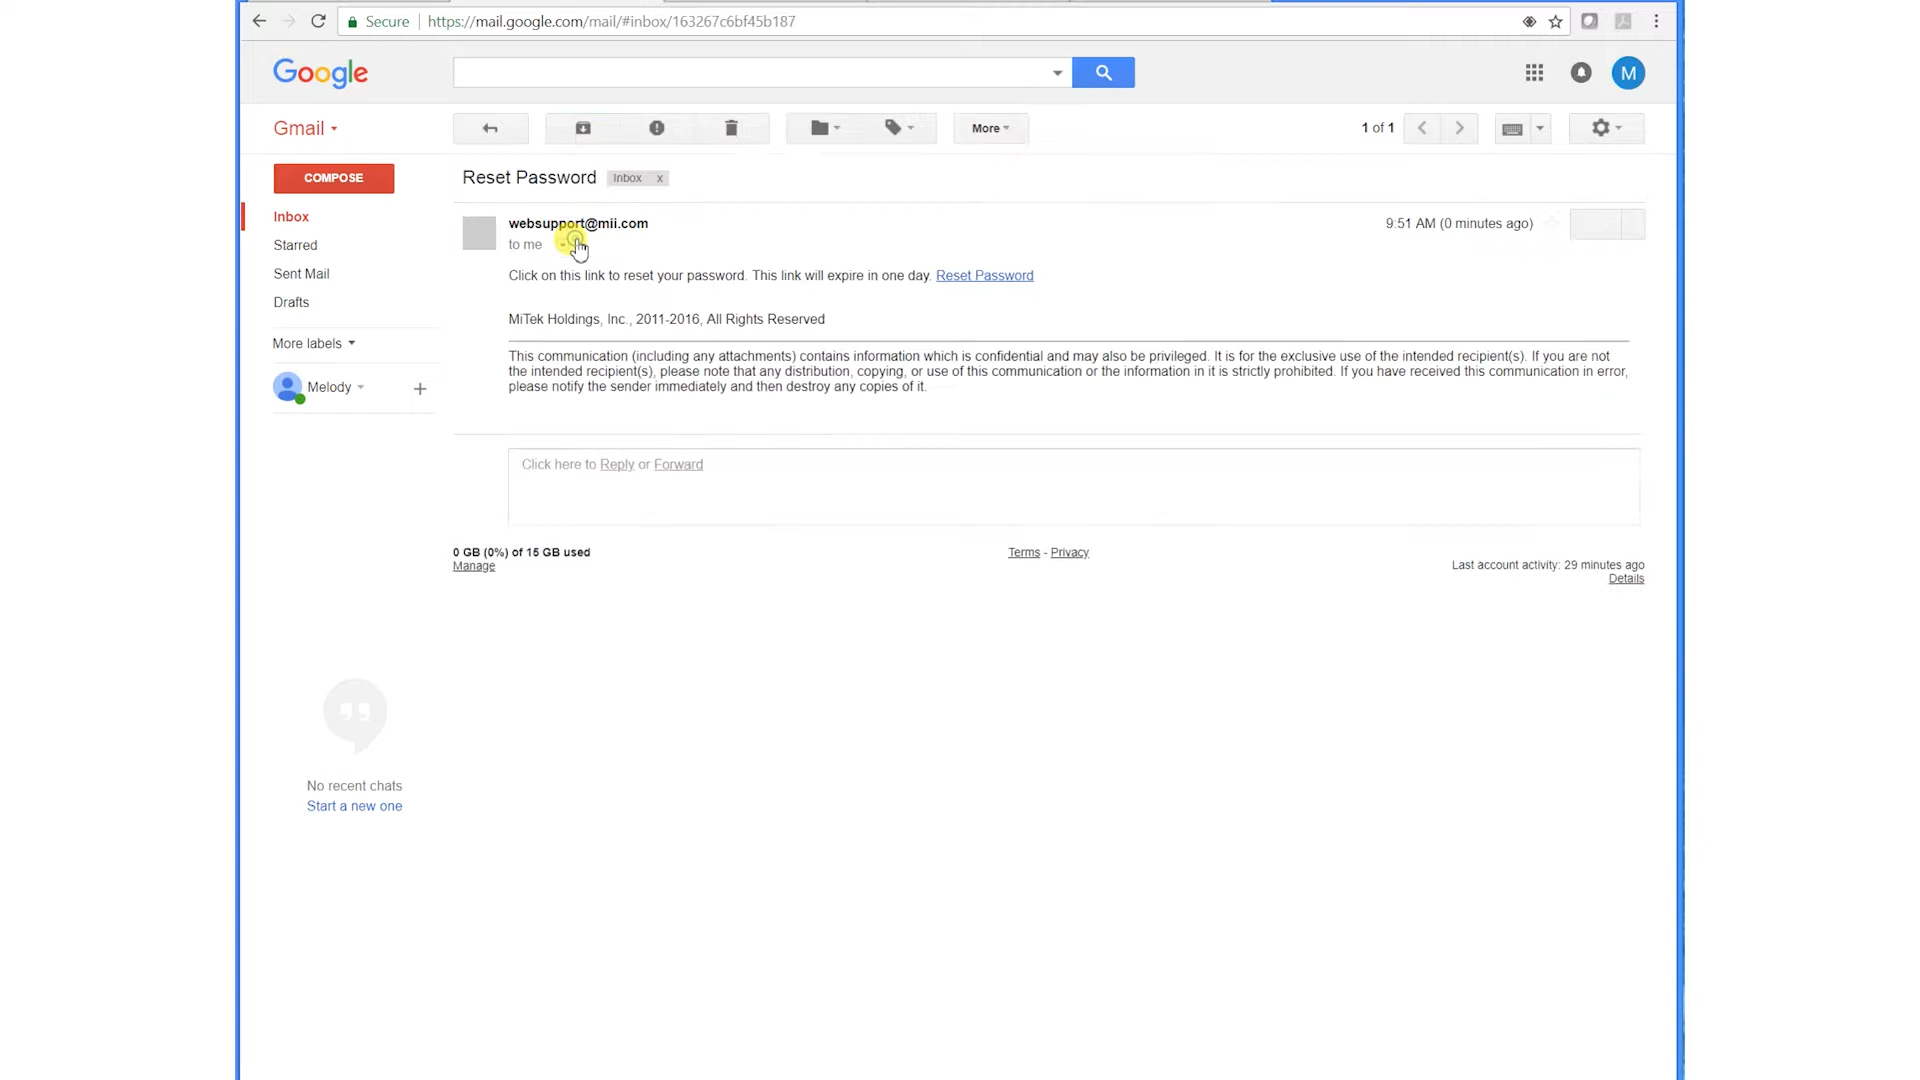 Secure https://mail.google.com/mail/#inbox/163267c6bf45b187
Google
M
Gmail
More
1 of 1
COMPOSE
Reset Password Inbox x
Inbox
websupport@mii.com
9:51 AM (0 minutes ago)
Starred
to me
Sent Mail
Click on this link to reset your password. This link will expire in one day. Reset Password
Drafts
MiTek Holdings, Inc., 2011-2016, All Rights Reserved
More labels
This communication (including any attachments) contains information which is confidential and may also be privileged. It is for the exclusive use of the intended recipient(s). If you are not
the intended recipient(s), please note that any distribution, copying, or use of this communication or the information in it is strictly prohibited. If you have received this communication in error,
please notify the sender immediately and then destroy any copies of it.
Melody
Click here to Reply or Forward
0 GB (0%) of 15 GB used
Manage
Terms - Privacy
Last account activity: 29 minutes ago
Details
No recent chats
Start a new one